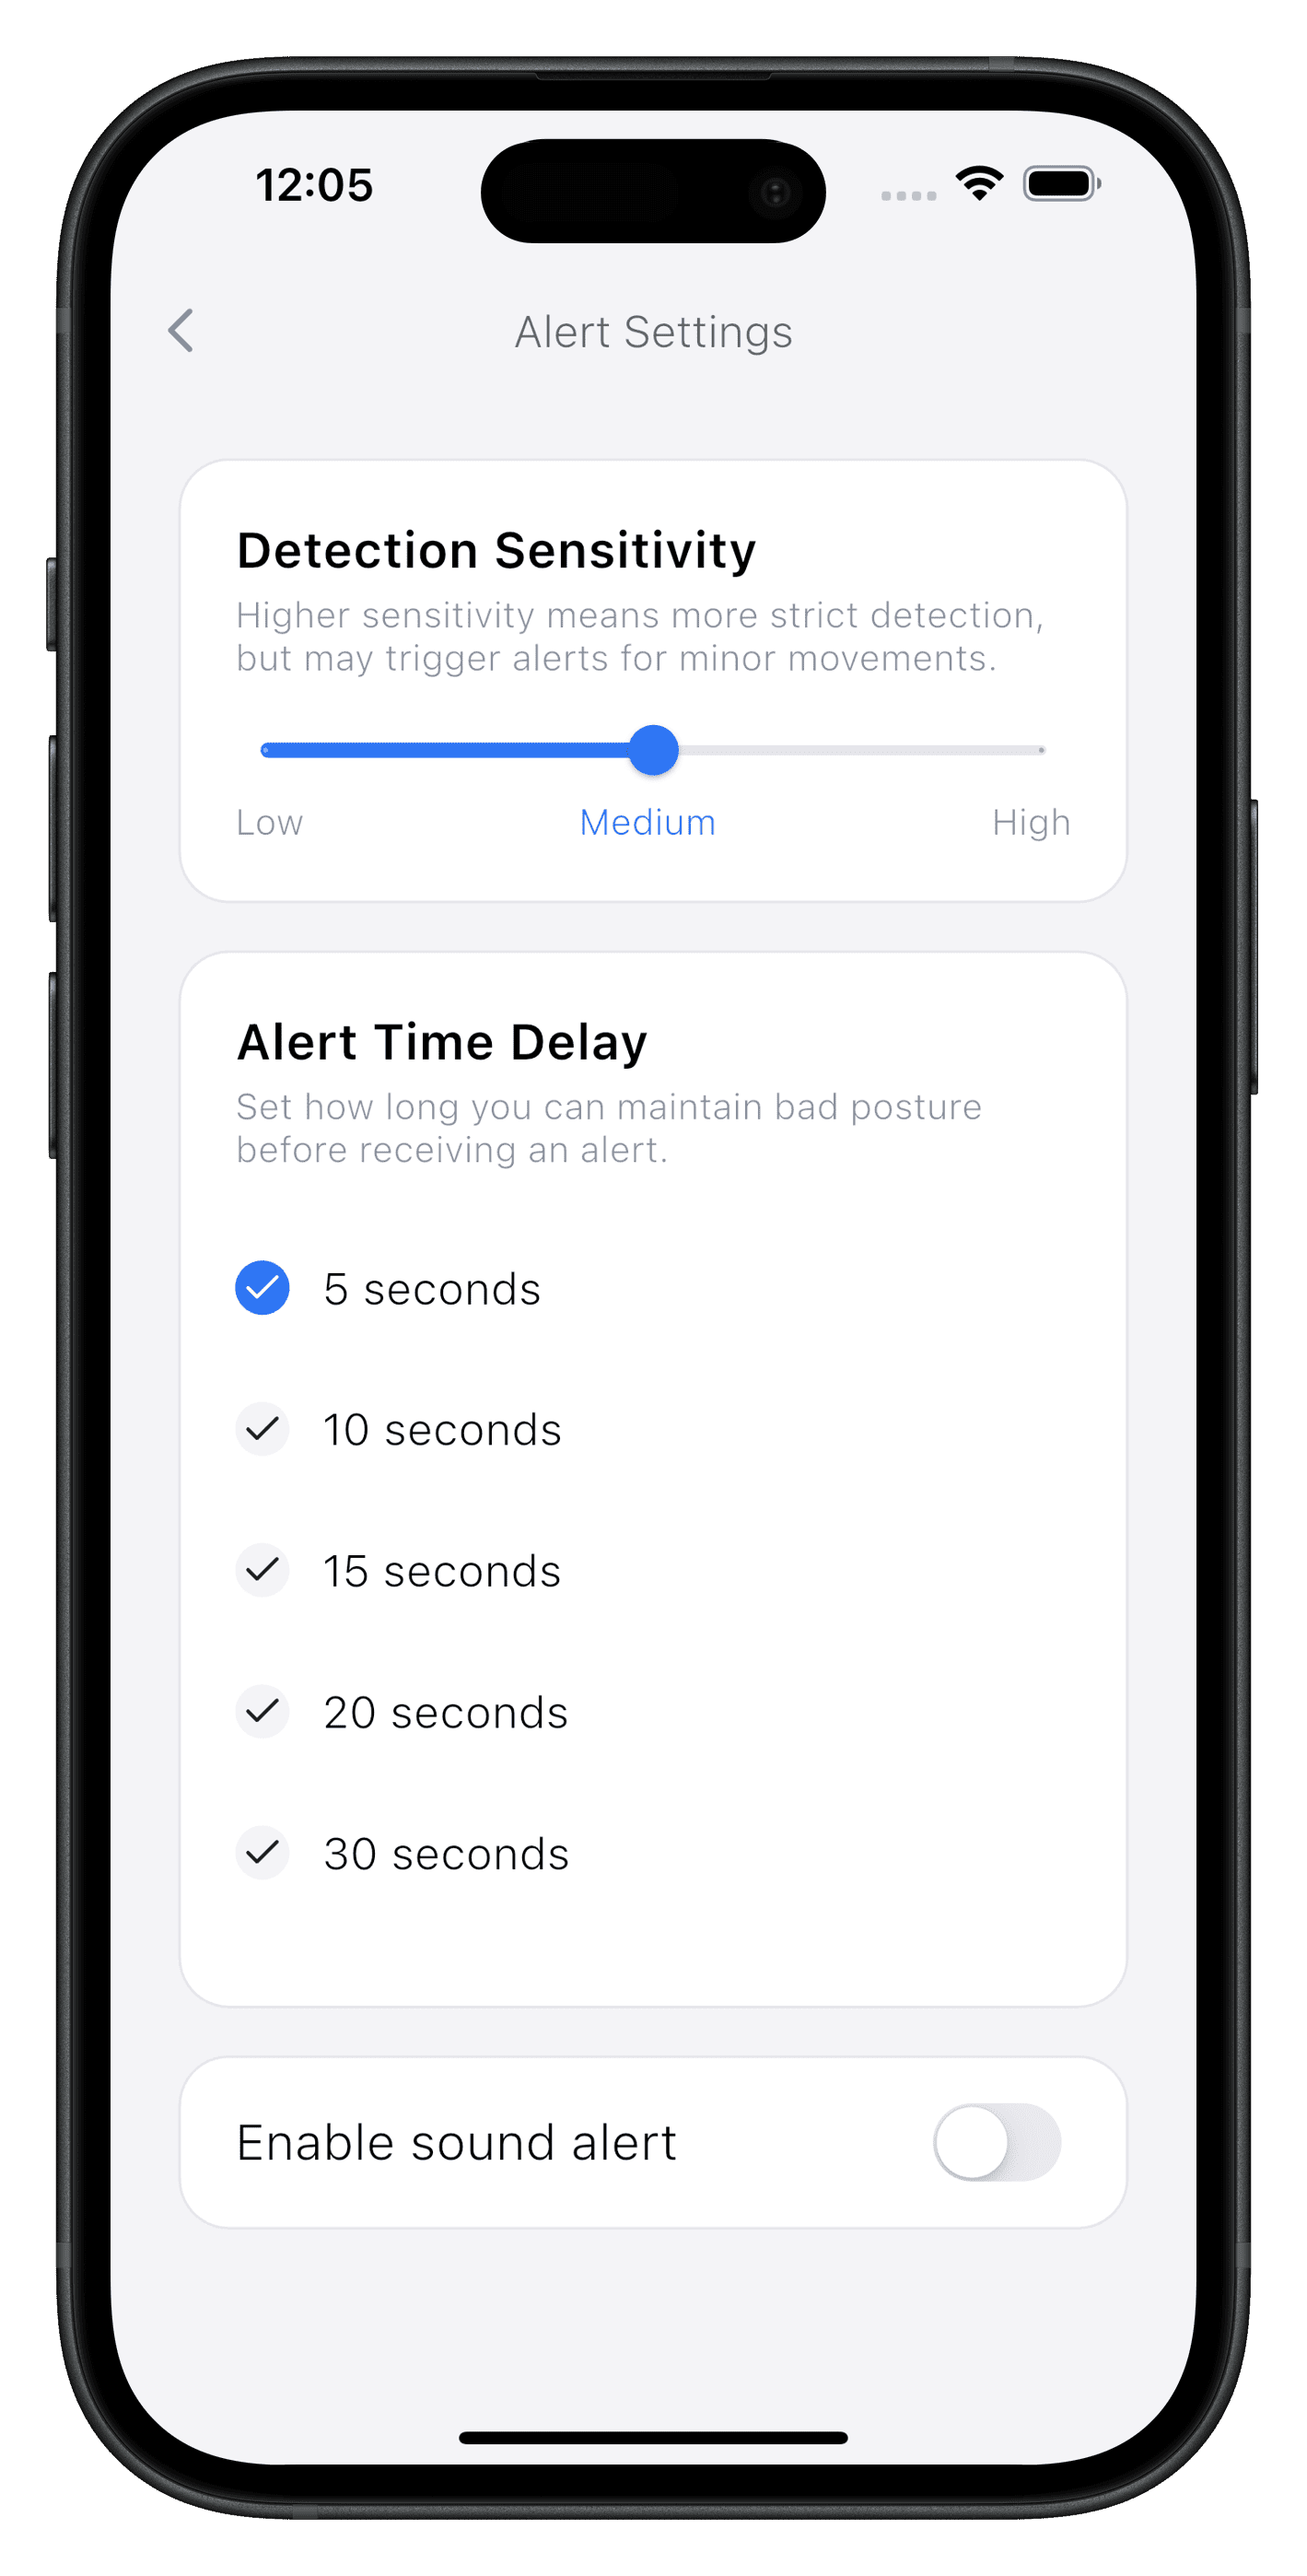 12:05
Alert Settings
Detection Sensitivity
Higher sensitivity means more strict detection,
but may trigger alerts for minor movements.
Low Medium High
Alert Time Delay
Set how long you can maintain bad posture
before receiving an alert.
5 seconds
10 seconds
15 seconds
20 seconds
30 seconds
Enable sound alert